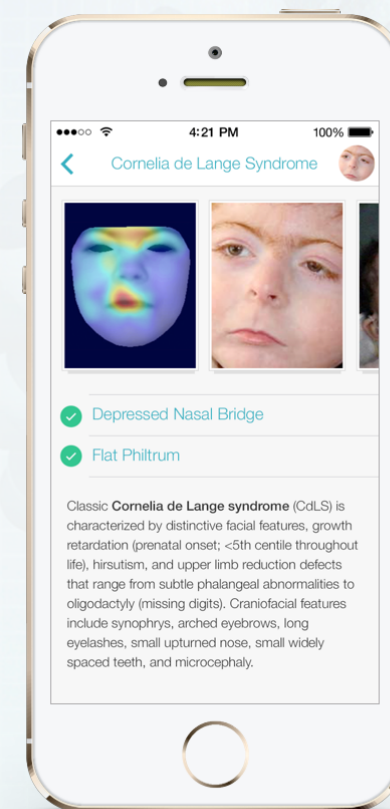 4:21 PM
100%
Cornelia de Lange Syndrome
Depressed Nasal Bridge
Flat Philtrum
Classic Cornelia de Lange syndrome (CdLS) is
characterized by distinctive facial features, growth
retardation (prenatal onset; <5th centile throughout
life), hirsutism, and upper limb reduction defects
that range from subtle phalangeal abnormalities to
oligodactyly (missing digits). Craniofacial features
include synophrys, arched eyebrows, long
eyelashes, small upturned nose, small widely
spaced teeth, and microcephaly.